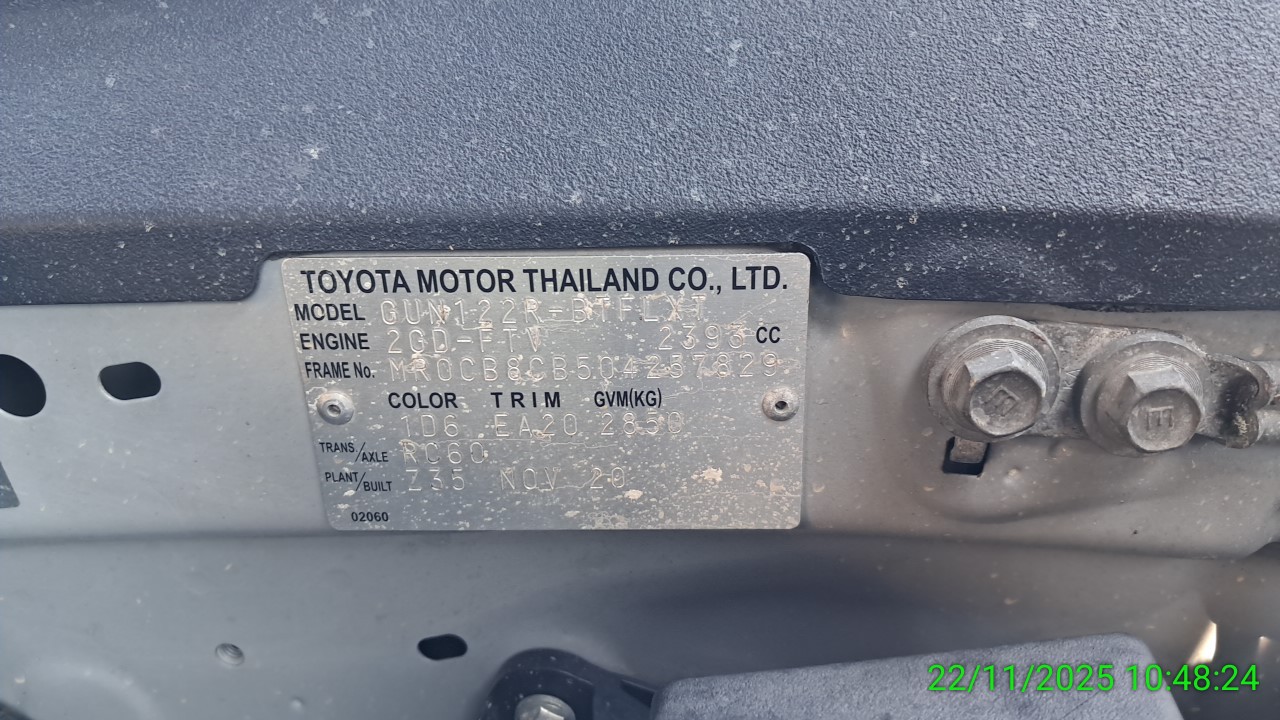 TOYOTA MOTOR THAILAND CO., LTD.
MODEL GUN122R-BTFLXT
ENGINE 2GD-FTV 2393 CC
FRAME No. MR0CB8CB504257829
COLOR TRIM GVM(KG)
1D6 EA20 2850
TRANS/AXLE RC60
PLANT/BUILT Z35 NOV 20
02060
E
E
22/11/2025 10:48:24